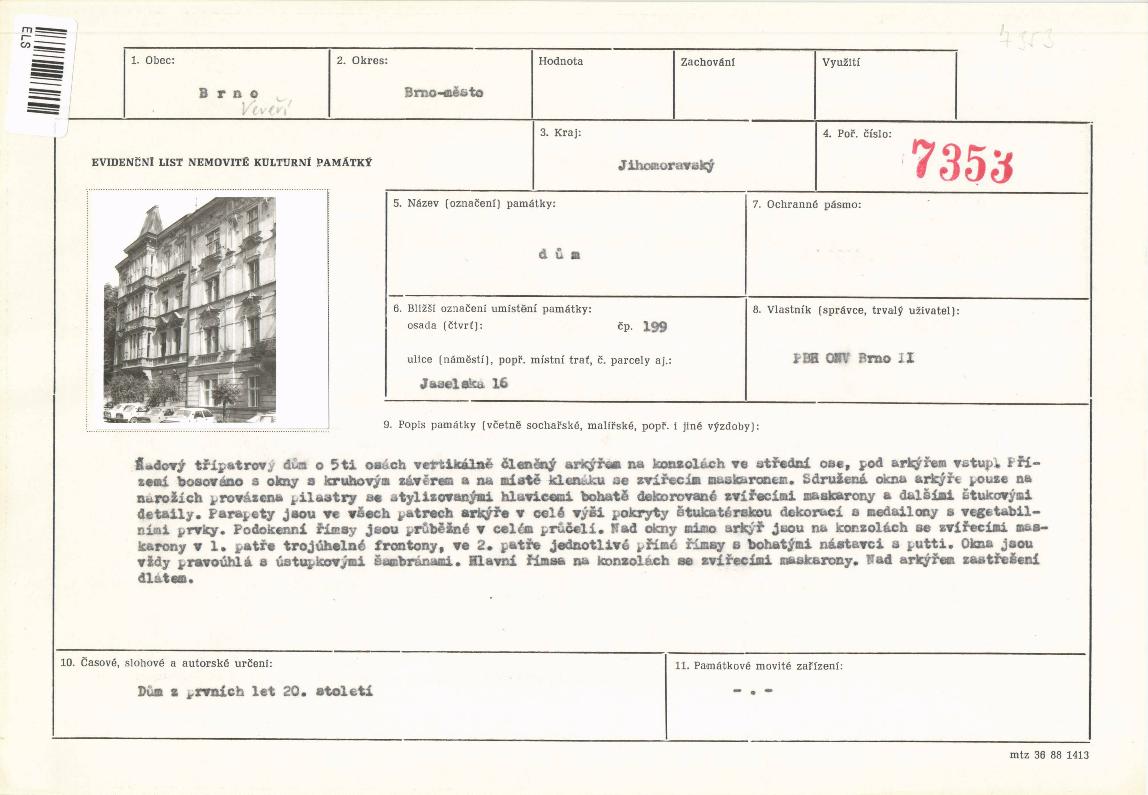 ELS
7353
1. Obec:
Brno
Veveří
2. Okres:
Brno-město
Hodnota
Zachování
Využití
EVIDENČNÍ LIST NEMOVITÉ KULTURNÍ PAMÁTKY
3. Kraj:
Jihomoravský
4. Poř. číslo:
7353
5. Název (označení) památky:
dům
7. Ochranné pásmo:
6. Bližší označení umístění památky:
osada (čtvrť):
čp. 199
ulice (náměstí), popř. místní trať, č. parcely aj.:
Jaselská 16
8. Vlastník (správce, trvalý uživatel):
PBH ONV Brno II
9. Popis památky (včetně sochařské, malířské, popř. i jiné výzdoby):
Řadový třípatrový dům o 5ti osách vertikálně členěný arkýřem na konzolách ve střední ose, pod arkýřem vstup. Pří-
zemí bosováno s okny s kruhovým závěrem a na místě klenáku se zvířecím maskaronem. Sdružená okna arkýře pouze na
nárožích provázena pilastry se stylizovanými hlavicemi bohatě dekorované zvířecími maskarony a dalšími štukovými
detaily. Parapety jsou ve všech patrech arkýře v celé výši pokryty štukatérskou dekorací s medailony s vegetabil-
ními prvky. Podokenní římsy jsou průběžné v celém průčelí. Nad okny mimo arkýř jsou na konzolách se zvířecími mas-
karony v 1. patře trojúhelné frontony, ve 2. patře jednotlivé přímé římsy s bohatými nástavci s putti. Okna jsou
vždy pravoúhlá s ústupkovými šambránami. Hlavní římsa na konzolách se zvířecími maskarony. Nad arkýřem zastřešení
dlátem.
10. Časové, slohové a autorské určení:
Dům z prvních let 20. století
11. Památkové movité zařízení:
- . -
mtz 36 88 1413